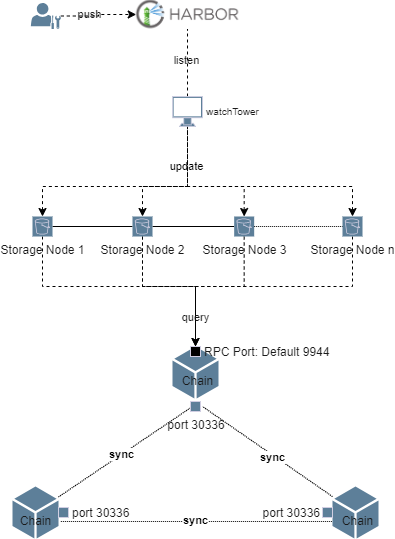 push
HARBOR
listen
watchTower
update
Storage Node 1
Storage Node 2
Storage Node 3
Storage Node n
query
RPC Port: Default 9944
Chain
port 30336
sync
sync
port 30336
port 30336
Chain
sync
Chain